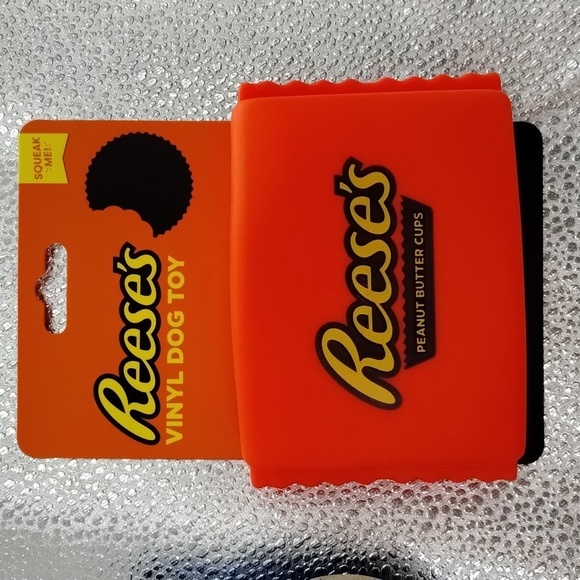 SQUEAK
ME!
Reese's
VINYL DOG TOY
Reese's
PEANUT BUTTER CUPS